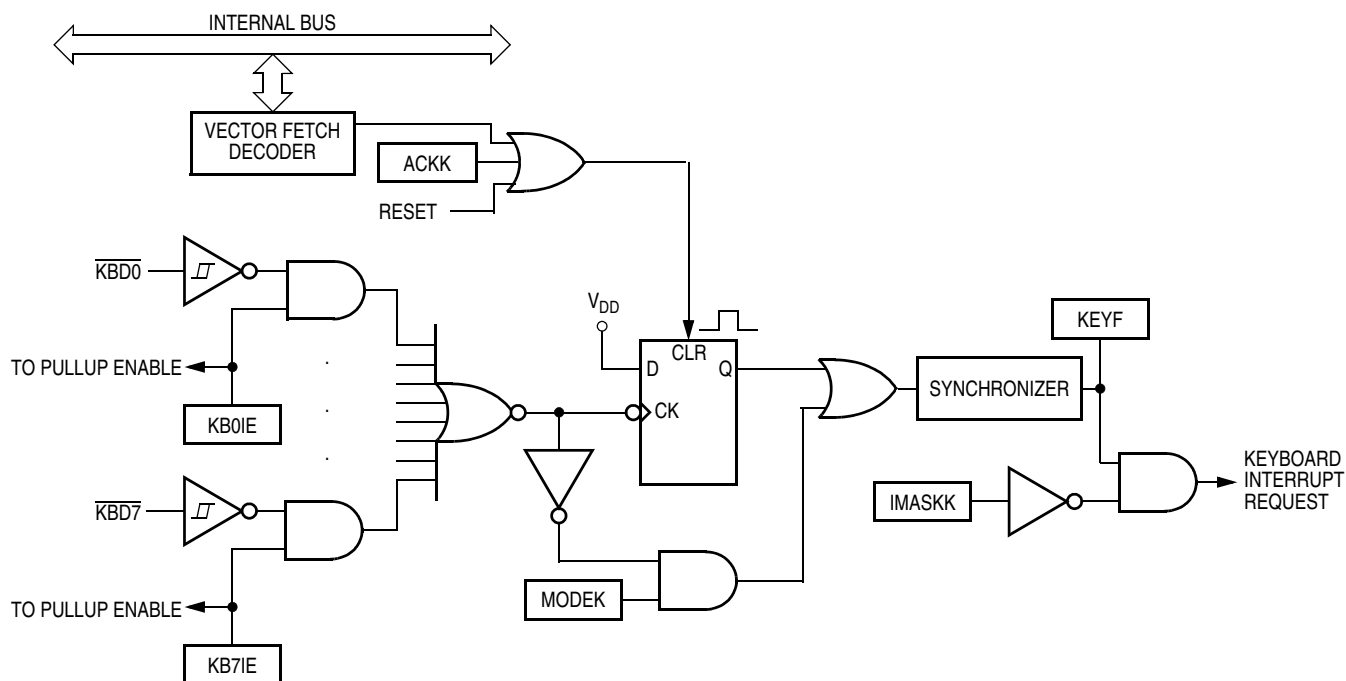 INTERNAL BUS
VECTOR FETCH
DECODER
ACKK
RESET
KBD0
VDD
KEYF
CLR
D
Q
TO PULLUP ENABLE
SYNCHRONIZER
CK
KB0IE
KEYBOARD
INTERRUPT
REQUEST
KBD7
IMASKK
MODEK
TO PULLUP ENABLE
KB7IE